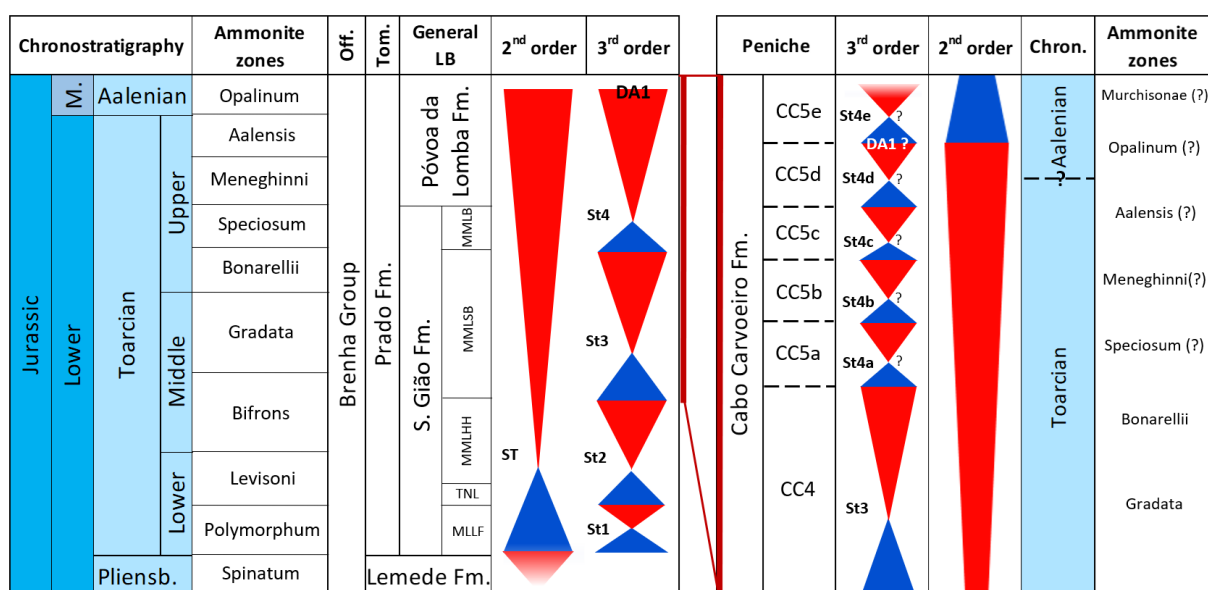 Chronostratigraphy
Ammonite
zones
Off.
Tom.
General
LB
2nd order
3rd order
Jurassic
M.
Lower
Aalenian
Toarcian
Pliensb.
Upper
Middle
Lower
Opalinum
Aalensis
Meneghinni
Speciosum
Bonarellii
Gradata
Bifrons
Levisoni
Polymorphum
Spinatum
Brenha Group
Prado Fm.
Póvoa da
Lomba Fm.
S. Gião Fm.
Lemede Fm.
MMLB
MMLSB
MMLHH
TNL
MLLF
ST
DA1
St4
St3
St2
St1
Peniche
3rd order
2nd order
Chron.
Ammonite
zones
Cabo Carvoeiro Fm.
CC5e
CC5d
CC5c
CC5b
CC5a
CC4
St4e ?
DA1 ?
St4d ?
St4c ?
St4b ?
St4a ?
St3
Aalenian
?
Toarcian
Murchisonae (?)
Opalinum (?)
Aalensis (?)
Meneghinni(?)
Speciosum (?)
Bonarellii
Gradata